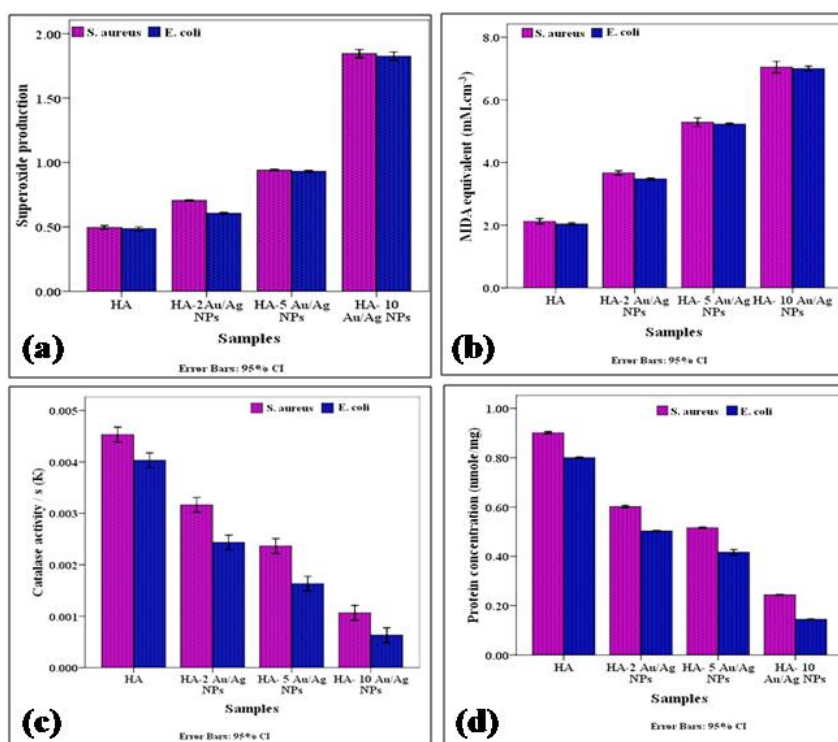 S. aureus E. coli
Superoxide production
2.00
1.50
1.00
0.50
0.00
HA HA-2Au/Ag NPs HA-5 Au/Ag NPs HA- 10 Au/Ag NPs
Samples
(a)
Error Bars: 95% CI
S. aureus E. coli
MDA equivalent (mM.cm-3)
8.0
6.0
4.0
2.0
.0
HA HA-2 Au/Ag NPs HA- 5 Au/Ag NPs HA- 10 Au/Ag NPs
Samples
(b)
Error Bars: 95% CI
S. aureus E. coli
Catalase activity / s (K)
0.005
0.004
0.003
0.002
0.001
0.000
HA HA-2 Au/Ag NPs HA- 5 Au/Ag NPs HA- 10 Au/Ag NPs
Samples
(c)
Error Bars: 95% CI
S. aureus E. coli
Protein concentration (nmole/mg)
1.00
0.80
0.60
0.40
0.20
0.00
HA HA-2 Au/Ag NPs HA- 5 Au/Ag NPs HA- 10 Au/Ag NPs
Samples
(d)
Error Bars: 95% CI